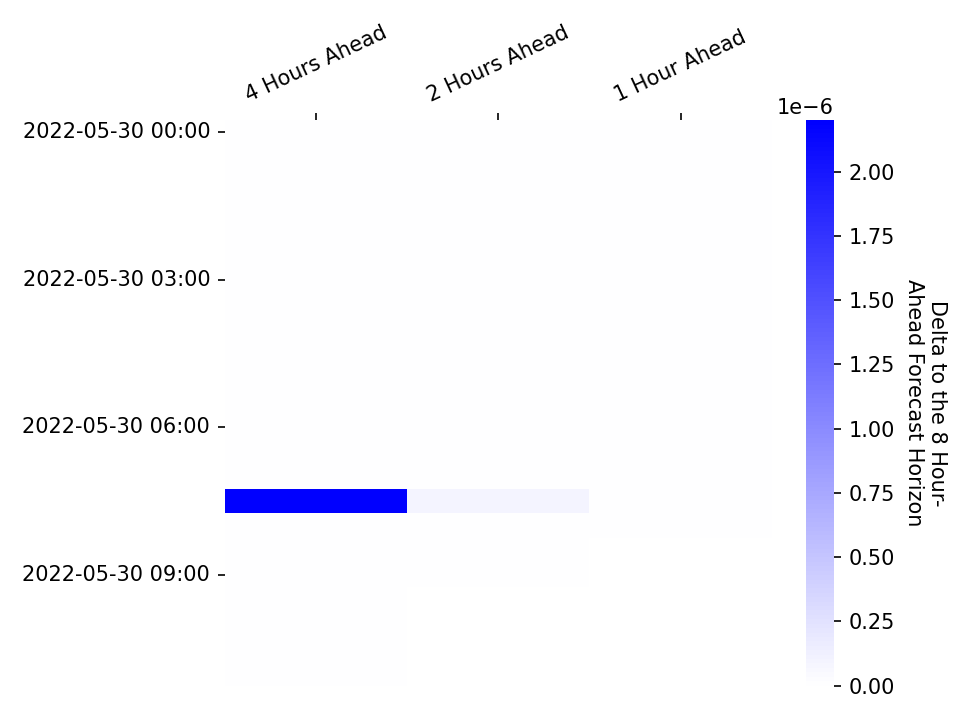 4 Hours Ahead
2 Hours Ahead
1 Hour Ahead
1e−6
2022-05-30 00:00
2022-05-30 03:00
2022-05-30 06:00
2022-05-30 09:00
2.00
1.75
1.50
1.25
1.00
0.75
0.50
0.25
0.00
Delta to the 8 Hour-
Ahead Forecast Horizon